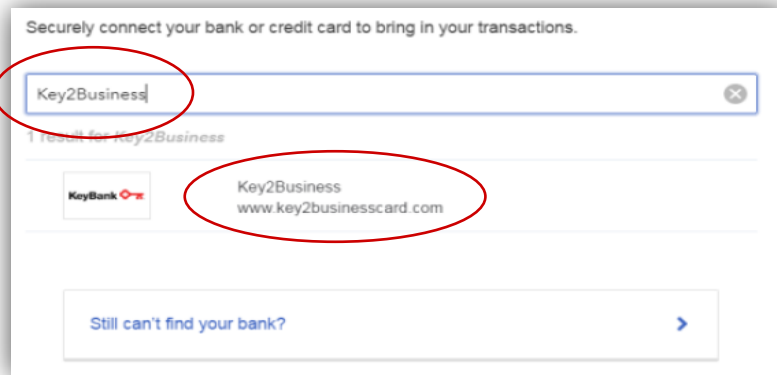 Securely connect your bank or credit card to bring in your transactions.
Key2Business
1 result for Key2Business
KeyBank
Key2Business
www.key2businesscard.com
Still can't find your bank?